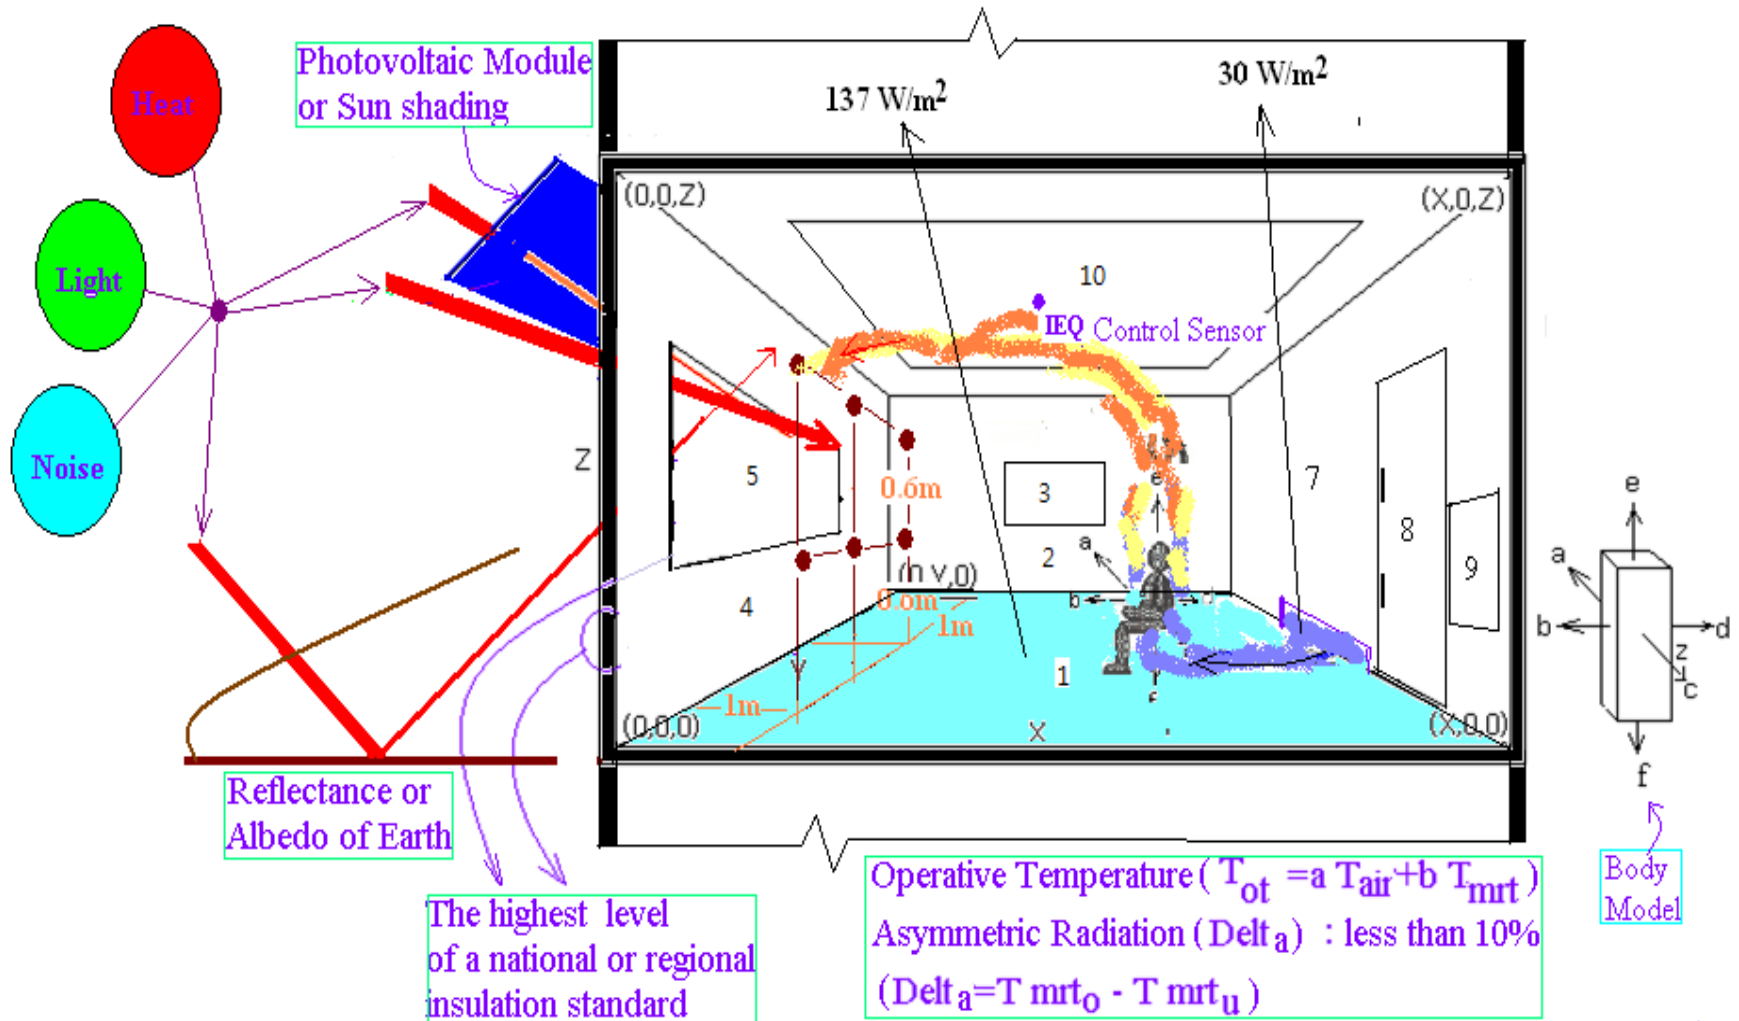 Heat
Light
Noise
Photovoltaic Module
or Sun shading
137 W/m2
30 W/m2
(0,0,Z)
(X,0,Z)
10
IEQ Control Sensor
Z
5
3
2
4
7
8
9
1
0.6m
1m
1m
a
b
e
(0,0,0)
X
(X,0,0)
e
a
b
d
z
c
f
Body
Model
Reflectance or
Albedo of Earth
The highest level
of a national or regional
insulation standard
Operative Temperature ( Tot =a Tair+b Tmrt )
Asymmetric Radiation ( Delta ) : less than 10%
(Delta=T mrto - T mrtu )